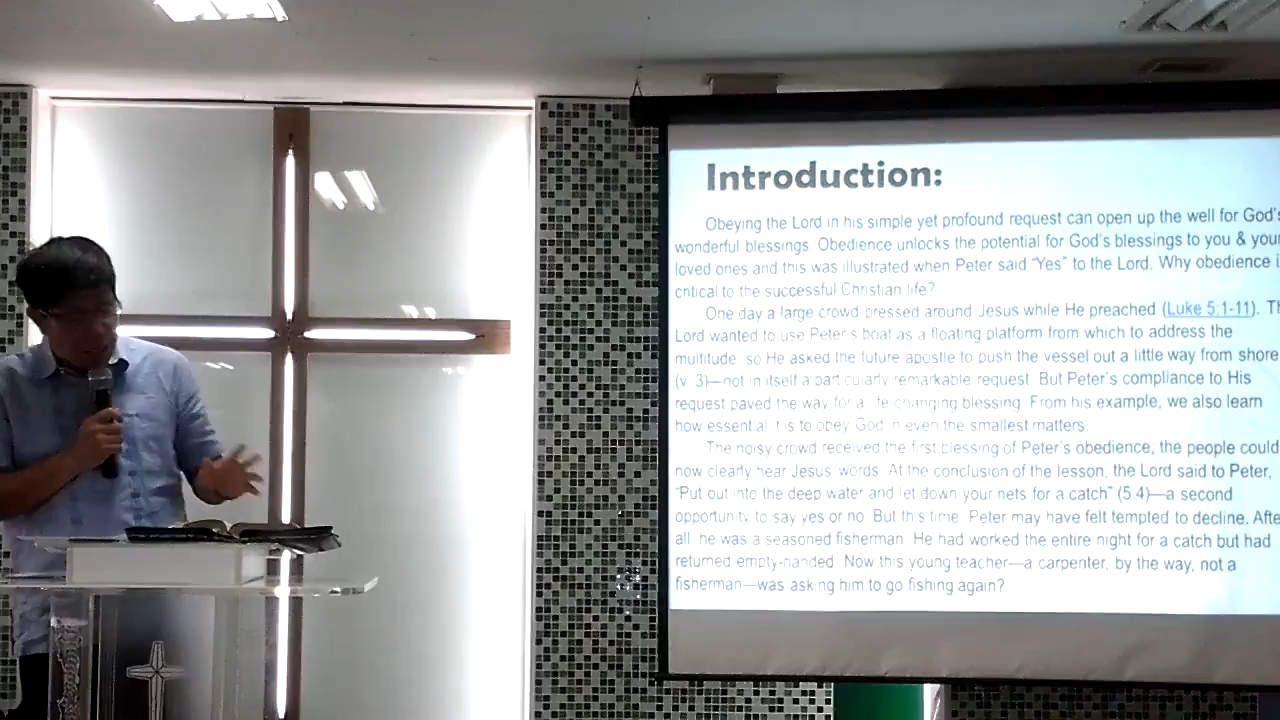 Introduction:
Obeying the Lord in his simple yet profound request can open up the well for God's
wonderful blessings. Obedience unlocks the potential for God's blessings to you & your
loved ones and this was illustrated when Peter said "Yes" to the Lord. Why obedience i
critical to the successful Christian life?
One day a large crowd pressed around Jesus while He preached (Luke 5:1-11). Th
Lord wanted to use Peter's boat as a floating platform from which to address the
multitude, so He asked the future apostle to push the vessel out a little way from shore
(v. 3)—not in itself a particularly remarkable request. But Peter's compliance to His
request paved the way for a life-changing blessing. From his example, we also learn
how essential it is to obey God in even the smallest matters.
The noisy crowd received the first blessing of Peter's obedience, the people could
now clearly hear Jesus' words. At the conclusion of the lesson, the Lord said to Peter,
"Put out into the deep water and let down your nets for a catch" (5:4)—a second
opportunity to say yes or no. But this time, Peter may have felt tempted to decline. Afte
all, he was a seasoned fisherman. He had worked the entire night for a catch but had
returned empty-handed. Now this young teacher—a carpenter, by the way, not a
fisherman—was asking him to go fishing again?